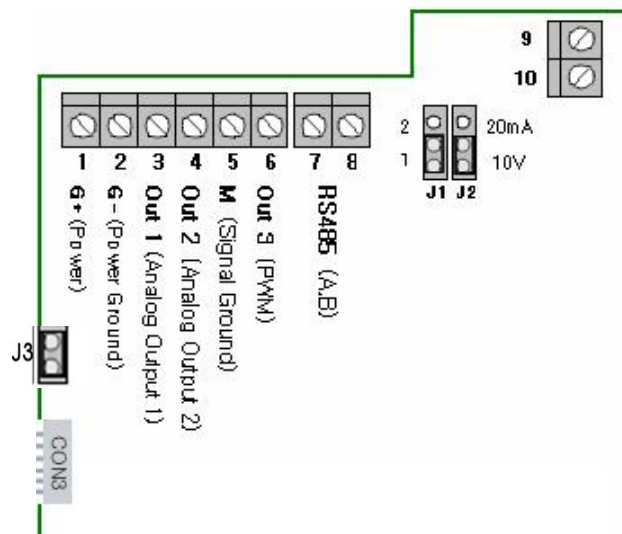 9
10
1 2 3 4 5 6 7 8
G+ (Power)
G- (Power Ground)
Out 1 (Analog Output 1)
Out 2 (Analog Output 2)
M (Signal Ground)
Out 3 (PWM)
RS485 (A,B)
2 20mA
1 10V
J1 J2
J3
CON3